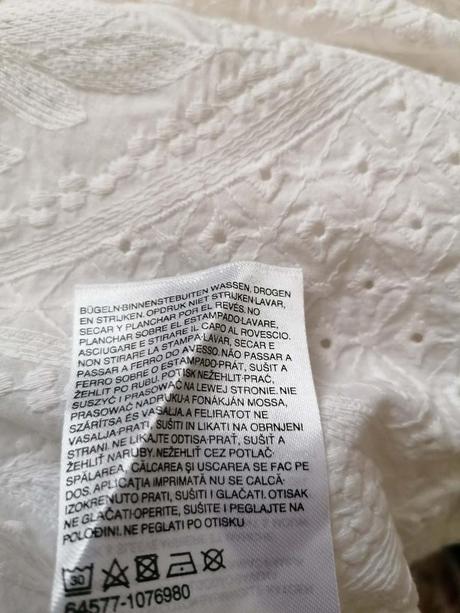 BÜGELN·BINNENSTEBUITEN WASSEN, DROGEN
EN STRIJKEN. OPDRUK NIET STRIJKEN·LAVAR,
SECAR Y PLANCHAR POR EL REVÉS. NO
PLANCHAR SOBRE EL ESTAMPADO·LAVARE,
ASCIUGARE E STIRARE IL CAPO AL ROVESCIO.
NON STIRARE LA STAMPA·LAVAR, SECAR E
PASSAR A FERRO DO AVESSO. NÃO PASSAR A
FERRO SOBRE O ESTAMPADO·PRÁT, SUŠIT A
ŽEHLIT PO RUBU. POTISK NEŽEHLIT·PRAĆ,
SUSZYĆ I PRASOWAĆ NA LEWEJ STRONIE. NIE
PRASOWAĆ NADRUKU·A FONÁKJÁN MOSSA,
SZÁRÍTSA ÉS VASALJA A FELIRATOT NE
VASALJA·PRATI, SUŠITI IN LIKATI NA OBRNJENI
STRANI. NE LIKAJTE ODTISA·PRAŤ, SUŠIŤ A
ŽEHLIŤ NARUBY. NEŽEHLIŤ CEZ POTLAČ·
SPĂLAREA, CĂLCAREA ŞI USCAREA SE FAC PE
DOS. APLICAŢIA IMPRIMATĂ NU SE CALCĂ·
IZOKRENUTO PRATI, SUŠITI I GLAČATI. OTISAK
NE GLAČATI·OPERITE, SUŠITE I PEGLAJTE NA
POLOĐINI. NE PEGLATI PO OTISKU
30
64577-1076980